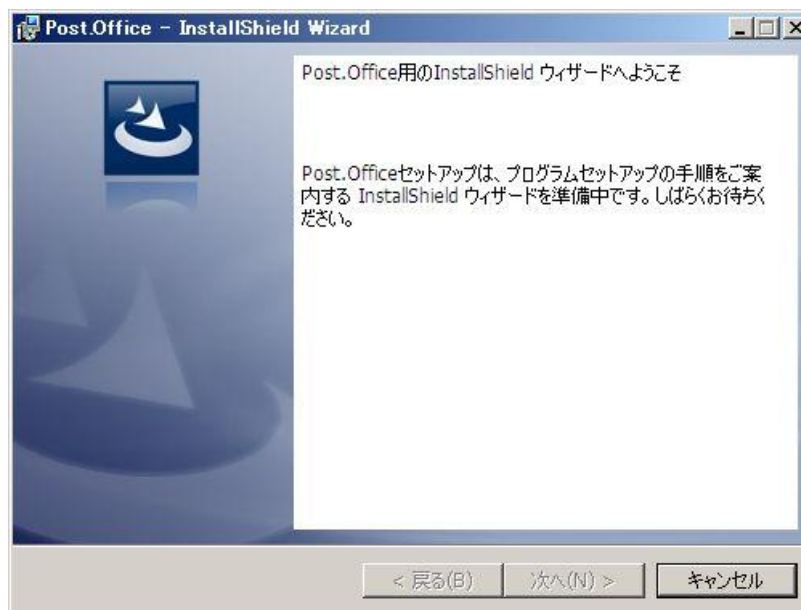 Post.Office - InstallShield Wizard
Post.Office用のInstallShield ウィザードへようこそ
Post.Officeセットアップは、プログラムセットアップの手順をご案
内する InstallShield ウィザードを準備中です。しばらくお待ちく
ださい。
< 戻る(B)
次へ(N) >
キャンセル